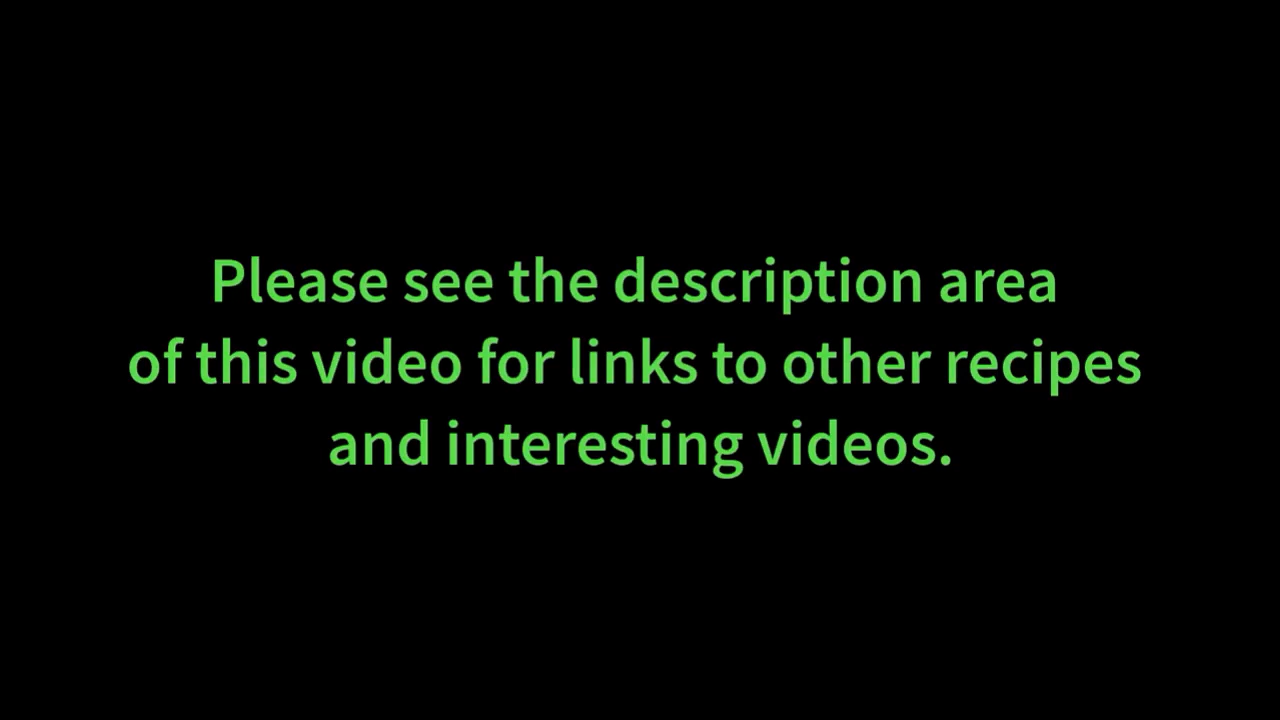 Please see the description area
of this video for links to other recipes
and interesting videos.